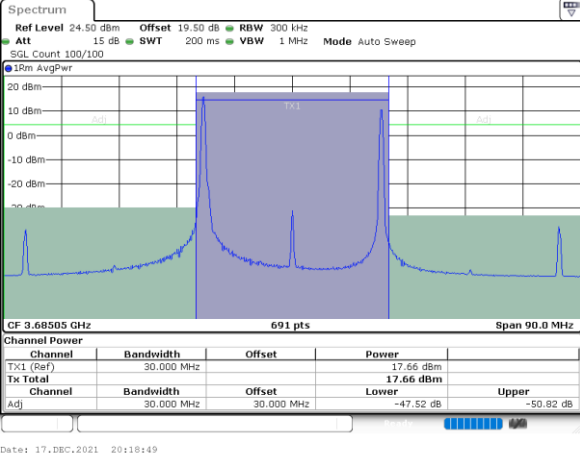 Spectrum
Ref Level 24.50 dBm Offset 19.50 dB RBW 300 kHz
Att 15 dB SWT 200 ms VBW 1 MHz Mode Auto Sweep
SGL Count 100/100
1Rm AvgPwr
20 dBm
TX1
10 dBm
Adj Adj
0 dBm
-10 dBm
-20 dBm
CF 3.68505 GHz 691 pts Span 90.0 MHz
Channel Power
Channel Bandwidth Offset Power
TX1 (Ref) 30.000 MHz 17.66 dBm
Tx Total 17.66 dBm
Channel Bandwidth Offset Lower Upper
Adj 30.000 MHz 30.000 MHz -47.52 dB -50.82 dB
Ready
Date: 17.DEC.2021 20:18:49